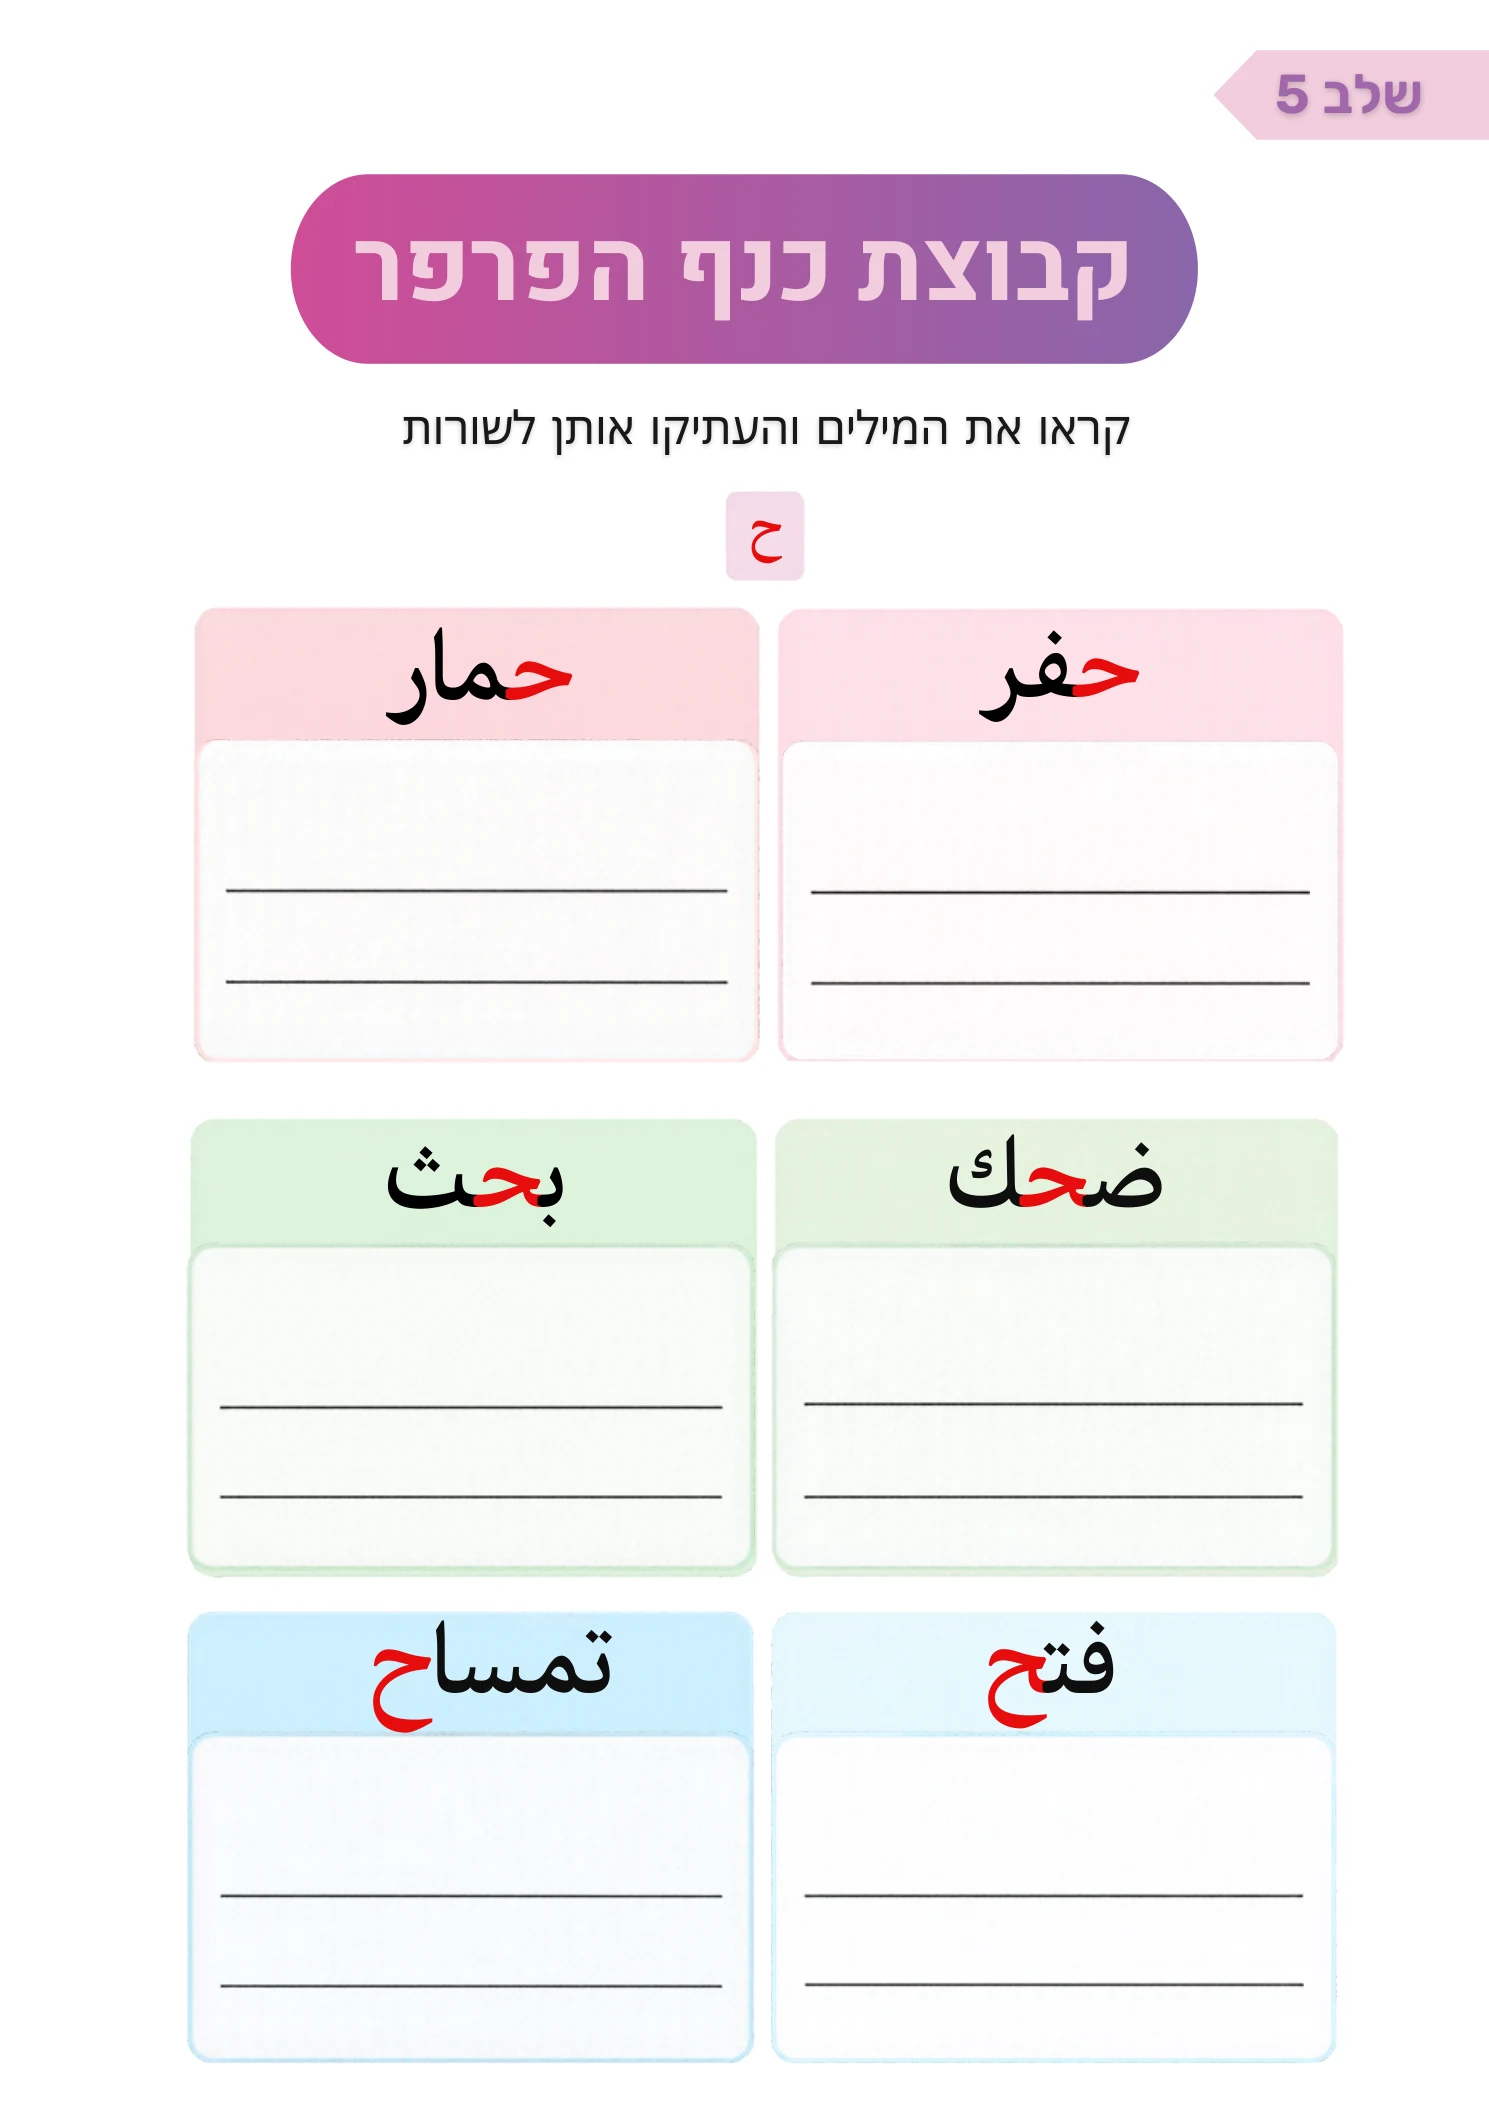 שלב 5
קבוצת כנף הפרפר
קראו את המילים והעתיקו אותן לשורות
ح
حفر
حمار
ضحك
بحث
فتح
تمساح